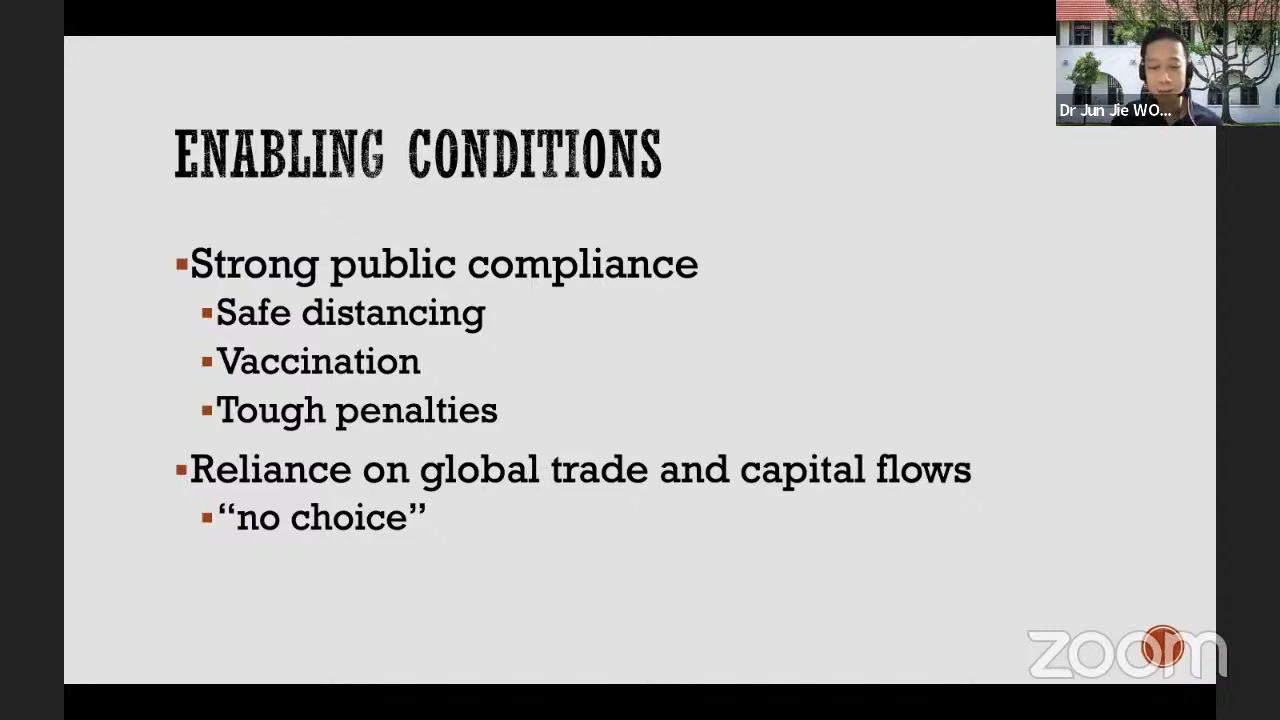 Dr Jun Jie WO...
ENABLING CONDITIONS
▪Strong public compliance
▪Safe distancing
▪Vaccination
▪Tough penalties
▪Reliance on global trade and capital flows
▪“no choice”
zoom